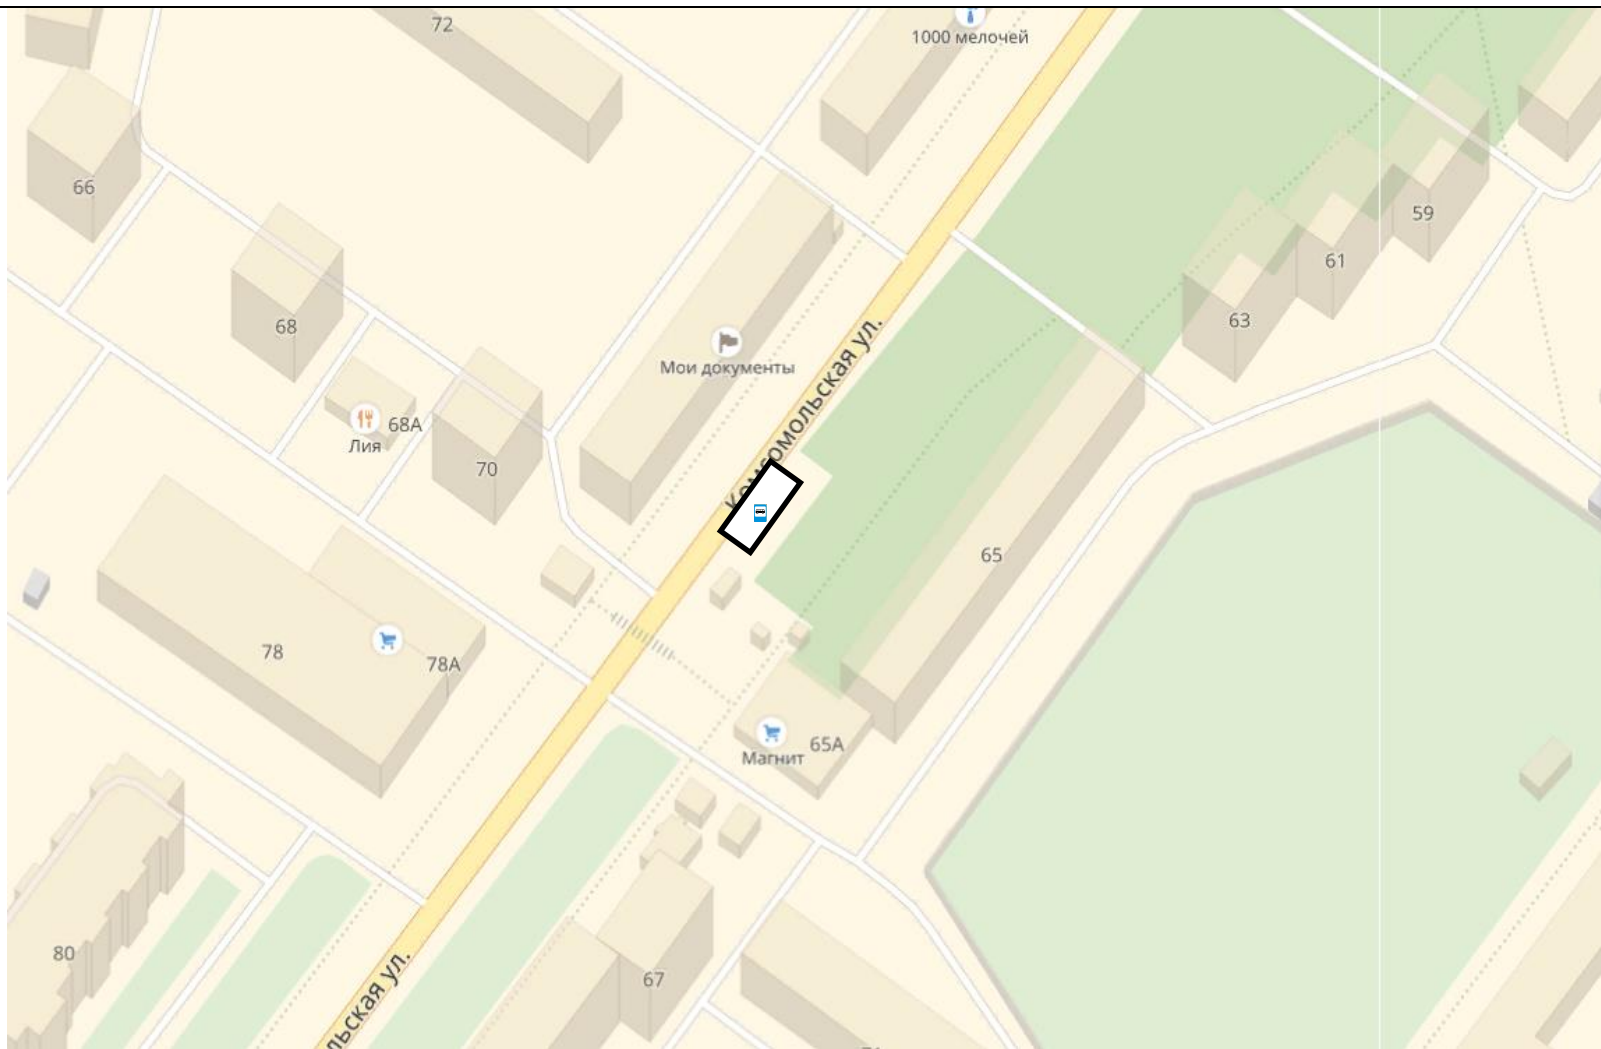 72
1000 мелочей
66
59
61
63
68
Комсомольская ул.
Мои документы
68А
Лия
70
65
78
78А
65А
Магнит
80
67
льская ул.